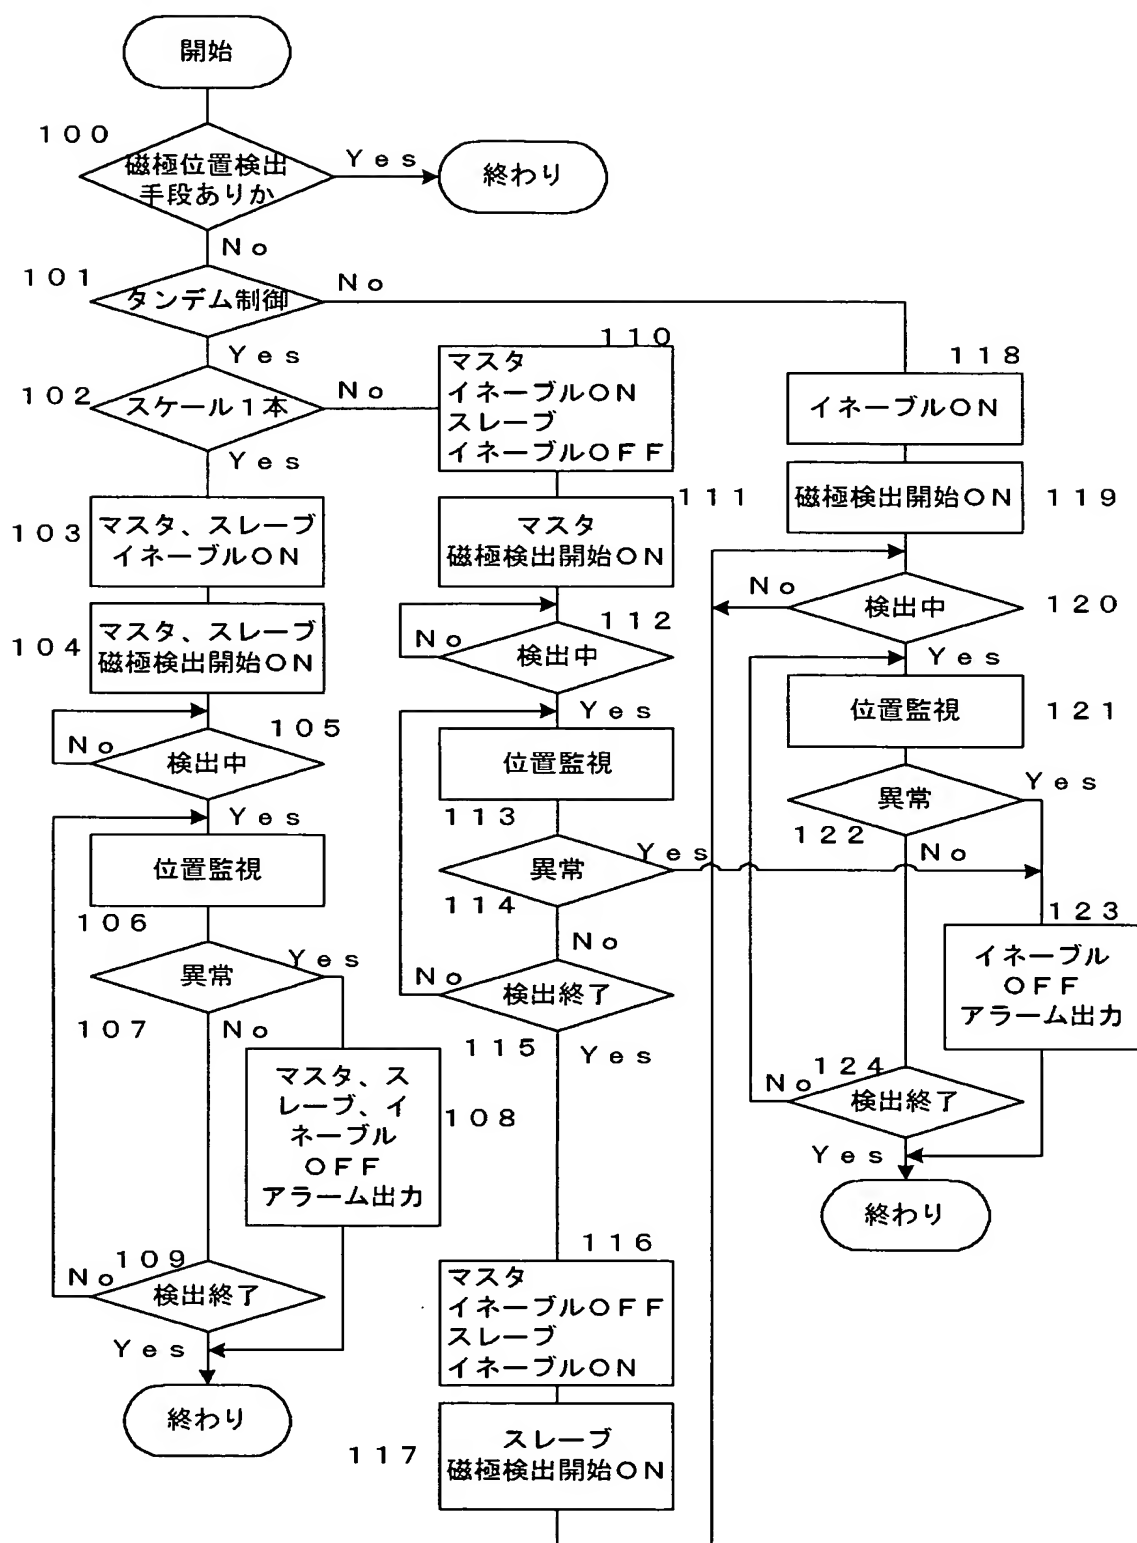 開始
１００
磁極位置検出
手段ありか
Ｙｅｓ
終わり
Ｎｏ
１０１
タンデム制御
Ｎｏ
Ｙｅｓ
１０２
スケール１本
Ｎｏ
Ｙｅｓ
１０３
マスタ、スレーブ
イネーブルＯＮ
１０４
マスタ、スレーブ
磁極検出開始ＯＮ
１０５
Ｎｏ
検出中
Ｙｅｓ
位置監視
１０６
異常
Ｙｅｓ
１０７
Ｎｏ
マスタ、ス
レーブ、イ
ネーブル
ＯＦＦ
アラーム出力
１０８
１０９
Ｎｏ
検出終了
Ｙｅｓ
終わり
１１０
マスタ
イネーブルＯＮ
スレーブ
イネーブルＯＦＦ
１１１
マスタ
磁極検出開始ＯＮ
１１２
Ｎｏ
検出中
Ｙｅｓ
位置監視
１１３
異常
Ｙｅｓ
１１４
Ｎｏ
Ｎｏ
検出終了
１１５
Ｙｅｓ
１１６
マスタ
イネーブルＯＦＦ
スレーブ
イネーブルＯＮ
１１７
スレーブ
磁極検出開始ＯＮ
１１８
イネーブルＯＮ
磁極検出開始ＯＮ
１１９
Ｎｏ
検出中
１２０
Ｙｅｓ
位置監視
１２１
異常
Ｙｅｓ
１２２
Ｎｏ
１２３
イネーブル
ＯＦＦ
アラーム出力
１２４
Ｎｏ
検出終了
Ｙｅｓ
終わり